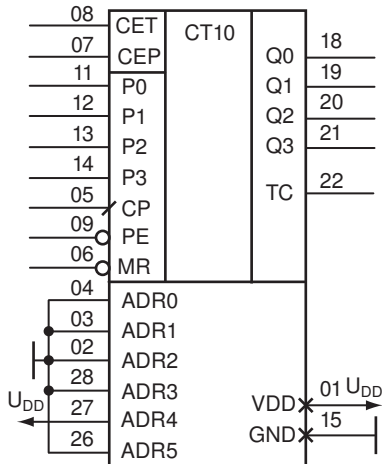 08 CET CT10
07 CEP
Q0 18
11 P0
Q1 19
12 P1
Q2 20
13 P2
Q3 21
14 P3
TC 22
05 CP
09 PE
06 MR
04 ADR0
03 ADR1
02 ADR2
28 ADR3
UDD 27 ADR4
VDD 01 UDD
26 ADR5
GND 15